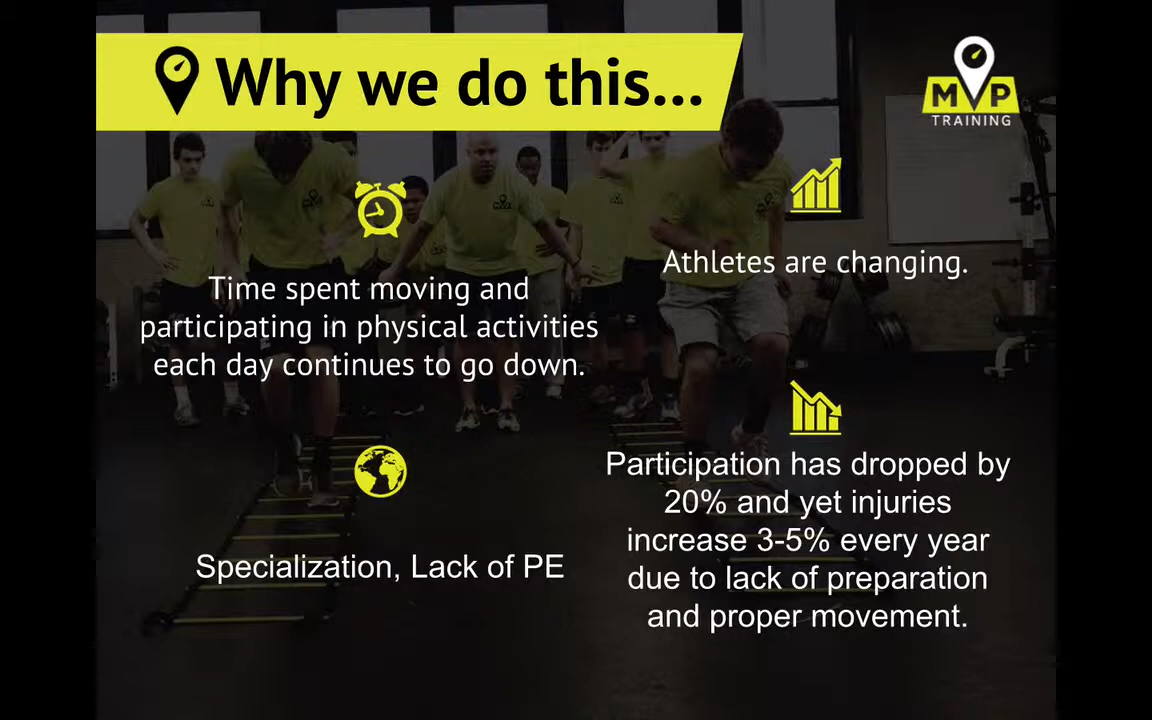 Why we do this...
MVP
TRAINING
Time spent moving and
participating in physical activities
each day continues to go down.
Athletes are changing.
Specialization, Lack of PE
Participation has dropped by
20% and yet injuries
increase 3-5% every year
due to lack of preparation
and proper movement.